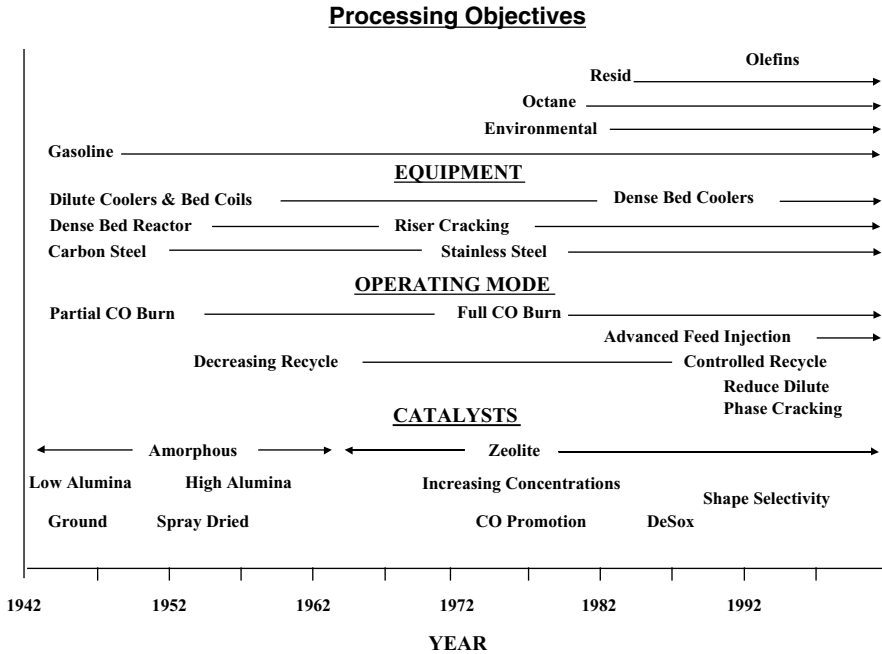 Processing Objectives
Olefins
Resid
Octane
Environmental
Gasoline
EQUIPMENT
Dilute Coolers & Bed Coils Dense Bed Coolers
Dense Bed Reactor Riser Cracking
Carbon Steel Stainless Steel
OPERATING MODE
Partial CO Burn Full CO Burn
Advanced Feed Injection
Decreasing Recycle Controlled Recycle
Reduce Dilute
Phase Cracking
CATALYSTS
Amorphous Zeolite
Low Alumina High Alumina Increasing Concentrations
Shape Selectivity
Ground Spray Dried CO Promotion DeSox
1942 1952 1962 1972 1982 1992
YEAR